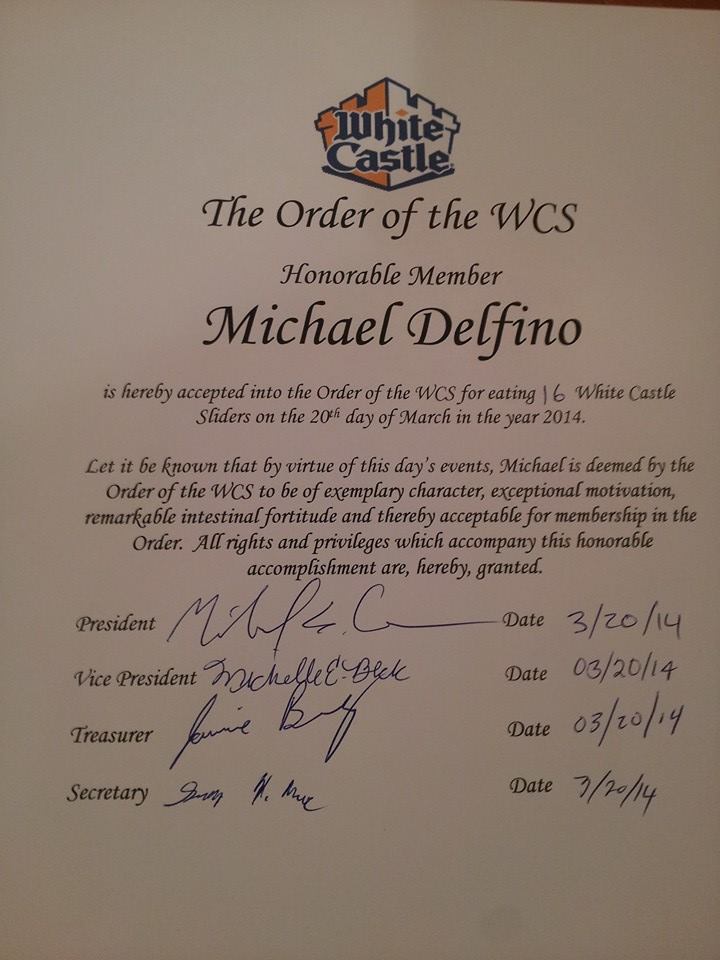 White
Castle
The Order of the WCS
Honorable Member
Michael Delfino
is hereby accepted into the Order of the WCS for eating 16 White Castle
Sliders on the 20th day of March in the year 2014.
Let it be known that by virtue of this day's events, Michael is deemed by the
Order of the WCS to be of exemplary character, exceptional motivation,
remarkable intestinal fortitude and thereby acceptable for membership in the
Order. All rights and privileges which accompany this honorable
accomplishment are, hereby, granted.
President Date 3/20/14
Vice President Michelle E. Beck Date 03/20/14
Treasurer Date 03/20/14
Secretary Date 3/20/14